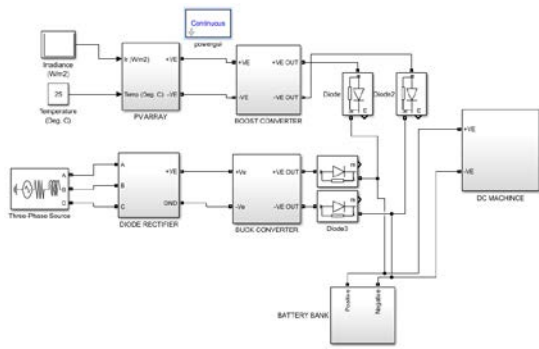 Continuous
powergui
Irradiance
(W/m2)
Ir (W/m2)
+VE
25
Temp (Deg. C)
-VE
Temperature
(Deg. C)
PV ARRAY
+VE
+VE OUT
-VE
-VE OUT
BOOST CONVERTER
Diode
Diode2
+VE
-VE
DC MACHINCE
A
B
C
Three-Phase Source
A
B
C
+VE
GND
DIODE RECTIFIER
+Ve
+VE OUT
-Ve
-VE OUT
BUCK CONVERTER
Diode3
BATTERY BANK
Positive
Negative